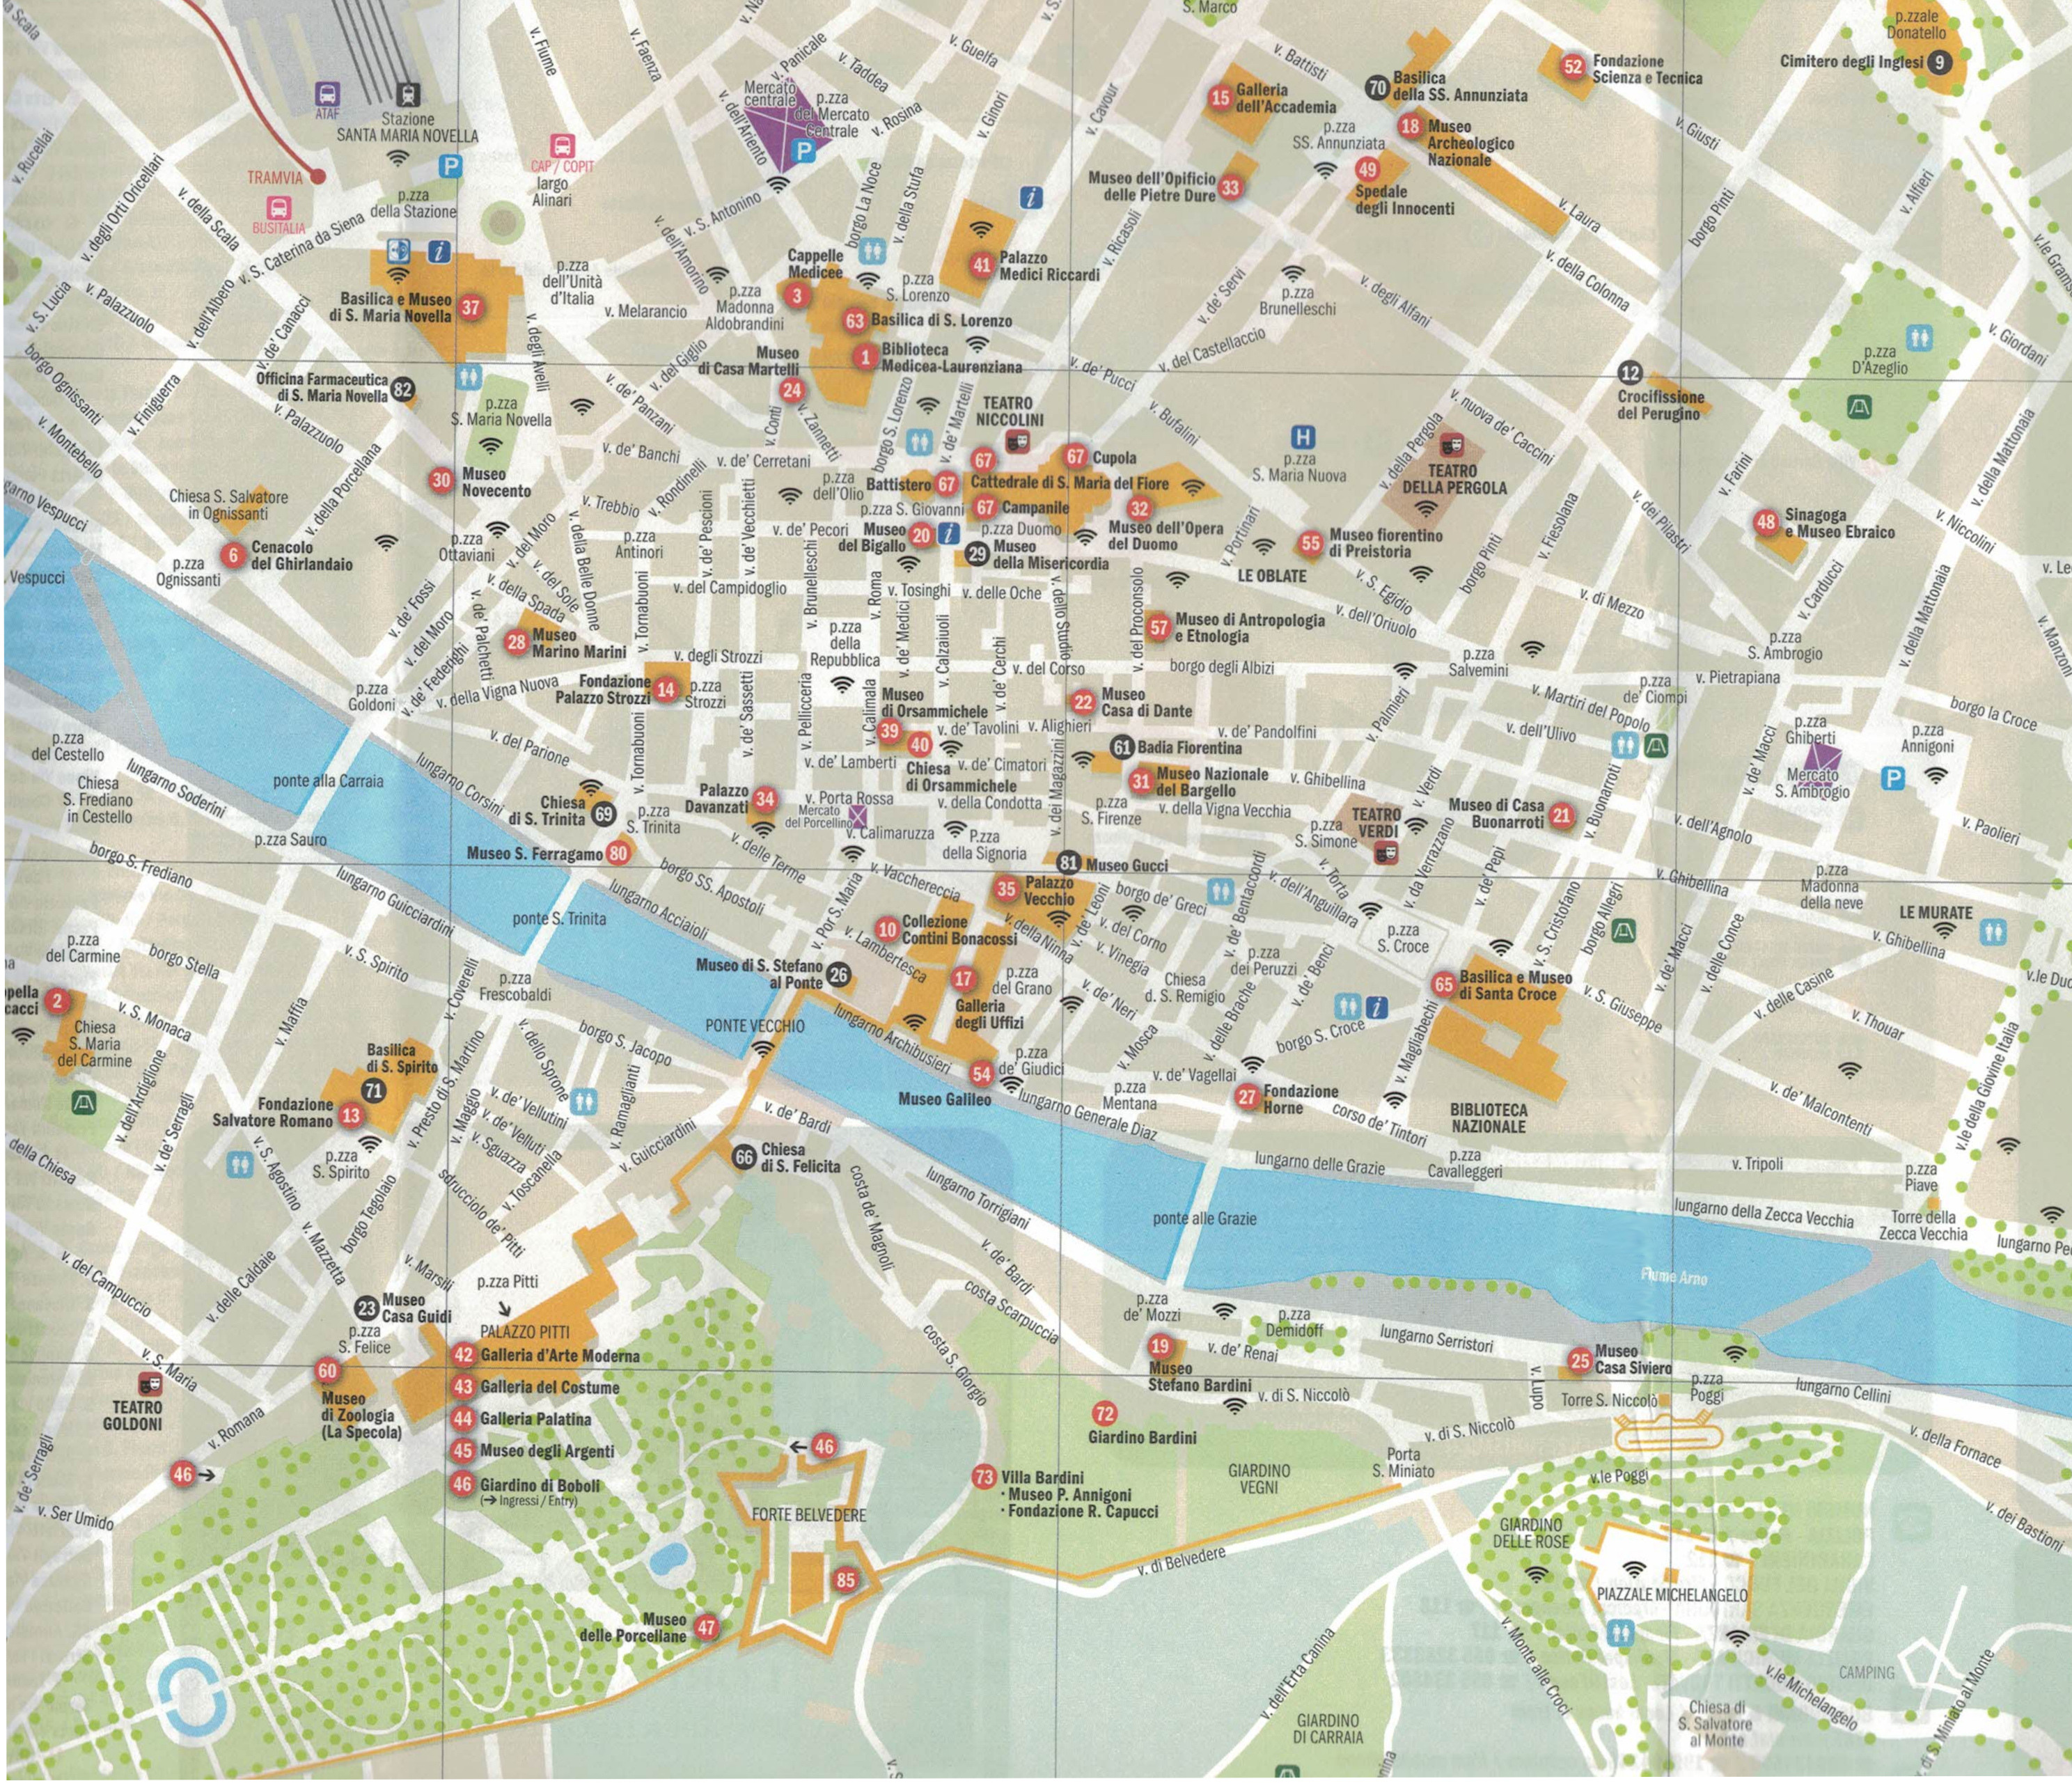 v. della Scala
v. Fiume
v. Faenza
v. Panicale
v. Taddea
v. Guelfa
S. Marco
v. Battisti
p.zzale
Donatello
Cimitero degli Inglesi 9
52 Fondazione
Scienza e Tecnica
70 Basilica
della SS. Annunziata
15 Galleria
dell'Accademia
ATAF
Stazione
SANTA MARIA NOVELLA
P
Mercato
centrale
p.zza
del Mercato
Centrale
P
v. dell'Ariento
v. Rosina
v. Ginori
v. Cavour
p.zza
SS. Annunziata
18 Museo
Archeologico
Nazionale
v. Giusti
v. Rucellai
CAP / COPIT
largo
Alinari
TRAMVIA
BUSITALIA
p.zza
della Stazione
Museo dell'Opificio
delle Pietre Dure 33
49
Spedale
degli Innocenti
v. Laura
borgo Pinti
v. Alfieri
v. degli Orti Oricellari
v. della Scala
v. S. Caterina da Siena
v. S. Antonino
borgo La Noce
v. della Stufa
i
v. Ricasoli
v. della Colonna
i
Basilica e Museo
di S. Maria Novella 37
p.zza
dell'Unità
d'Italia
v. dell'Amorino
Cappelle
Medicee
3
p.zza
S. Lorenzo
41 Palazzo
Medici Riccardi
v. de' Servi
p.zza
Brunelleschi
v. degli Alfani
v. S. Lucia
v. Palazzuolo
v. dell'Albero
v. de' Canacci
v. degli Avelli
v. Melarancio
p.zza
Madonna
Aldobrandini
63 Basilica di S. Lorenzo
v. del Castellaccio
v. Giordani
p.zza
D'Azeglio
borgo Ognissanti
v. Finiguerra
Officina Farmaceutica
di S. Maria Novella 82
v. del Giglio
v. de' Panzani
Museo
di Casa Martelli
24
1 Biblioteca
Medicea-Laurenziana
v. de' Pucci
12
Crocifissione
del Perugino
v. Montebello
v. Palazzuolo
p.zza
S. Maria Novella
v. Conti
v. Zannetti
borgo S. Lorenzo
v. de' Martelli
TEATRO
NICCOLINI
v. Bufalini
H
p.zza
S. Maria Nuova
v. della Pergola
v. nuova de' Caccini
TEATRO
DELLA PERGOLA
v. Farini
v. della Mattonaia
v. de' Banchi
v. de' Cerretani
67
67 Cupola
30 Museo
Novecento
Chiesa S. Salvatore
in Ognissanti
v. della Porcellana
v. Trebbio
v. Rondinelli
v. de' Pescioni
v. de' Vecchietti
p.zza
dell'Olio
Battistero 67
Cattedrale di S. Maria del Fiore
p.zza S. Giovanni
67 Campanile
32
Museo dell'Opera
del Duomo
v. Portinari
55 Museo fiorentino
di Preistoria
v. Fiesolana
v. dei Pilastri
48 Sinagoga
e Museo Ebraico
v. Niccolini
6 Cenacolo
del Ghirlandaio
p.zza
Ognissanti
p.zza
Ottaviani
v. del Moro
v. del Sole
v. della Belle Donne
p.zza
Antinori
v. de' Pecori
Museo
del Bigallo 20
i
p.zza Duomo
29 Museo
della Misericordia
LE OBLATE
v. S. Egidio
borgo Pinti
v. di Mezzo
v. Carducci
Vespucci
v. de' Fossi
v. della Spada
v. de' Palchetti
v. Tornabuoni
v. del Campidoglio
v. Brunelleschi
v. Roma
v. Tosinghi
v. delle Oche
v. dello Studio
v. del Proconsolo
57 Museo di Antropologia
e Etnologia
v. dell'Oriuolo
p.zza
S. Ambrogio
v. della Mattonaia
v. del Moro
28 Museo
Marino Marini
v. degli Strozzi
p.zza
della
Repubblica
v. de' Medici
v. Calzaiuoli
v. de' Cerchi
v. del Corso
borgo degli Albizi
p.zza
Salvemini
v. Pietrapiana
p.zza
de' Ciompi
p.zza
Goldoni
v. de' Fedenghi
v. della Vigna Nuova
Fondazione
Palazzo Strozzi 14
p.zza
Strozzi
v. de' Sassetti
v. Pellicceria
v. Calimala
Museo
di Orsammichele
39
40
Chiesa
di Orsammichele
v. de' Tavolini
v. Alighieri
22 Museo
Casa di Dante
v. de' Pandolfini
v. Palmieri
v. Martiri del Popolo
v. dell'Ulivo
borgo la Croce
p.zza
del Cestello
lungarno Soderini
ponte alla Carraia
lungarno Corsini
v. del Parione
v. Tornabuoni
v. de' Lamberti
v. de' Cimatori
v. dei Magazzini
61 Badia Fiorentina
31 Museo Nazionale
del Bargello
v. Ghibellina
v. Verdi
v. Buonarroti
v. de' Macci
p.zza
Ghiberti
Mercato
S. Ambrogio
P
p.zza
Annigoni
Chiesa
S. Frediano
in Cestello
Chiesa
di S. Trinita 69
p.zza
S. Trinita
Palazzo
Davanzati 34
v. Porta Rossa
Mercato
del Porcellino
v. Calimaruzza
v. della Condotta
P.zza
della Signoria
p.zza
S. Firenze
v. della Vigna Vecchia
p.zza
S. Simone
TEATRO
VERDI
Museo di Casa
Buonarroti 21
v. dell'Agnolo
v. Paolieri
p.zza Sauro
borgo S. Frediano
lungarno Guicciardini
Museo S. Ferragamo 80
borgo SS. Apostoli
v. delle Terme
v. Por S. Maria
v. Vacchereccia
81 Museo Gucci
35 Palazzo
Vecchio
borgo de' Greci
v. de' Bentaccordi
v. dell'Anguillara
v. Torta
v. da Verrazzano
v. de' Pepi
v. Ghibellina
p.zza
Madonna
della neve
LE MURATE
v. Ghibellina
ponte S. Trinita
lungarno Acciaioli
10 Collezione
Contini Bonacossi
v. Lambertesca
v. della Ninna
v. de' Leoni
v. del Corno
v. Vinegia
p.zza
S. Croce
v. S. Cristofano
borgo Allegri
v. de' Macci
v. delle Conce
p.zza
del Carmine
borgo Stella
v. S. Spirito
v. Coverelli
p.zza
Frescobaldi
Museo di S. Stefano
al Ponte 26
17
Galleria
degli Uffizi
p.zza
del Grano
v. de' Neri
Chiesa
d. S. Remigio
p.zza
dei Peruzzi
v. de' Benci
65 Basilica e Museo
di Santa Croce
v. S. Giuseppe
v. delle Casine
v. Thouar
2
Chiesa
S. Maria
del Carmine
v. S. Monaca
v. Maffia
PONTE VECCHIO
lungarno Archibusieri
v. Mosca
v. delle Brache
i
borgo S. Croce
v. Magliabechi
v.le della Giovine Italia
Basilica
di S. Spirito
71
v. dello Sprone
borgo S. Jacopo
v. Ramaglianti
54
Museo Galileo
p.zza
de' Giudici
v. de' Vagellai
p.zza
Mentana
27 Fondazione
Horne
corso de' Tintori
BIBLIOTECA
NAZIONALE
v. de' Malcontenti
v. dell'Ardiglione
v. de' Serragli
Fondazione
Salvatore Romano 13
v. Presto di S. Martino
v. Maggio
v. de' Vellutini
v. de' Velluti
v. Sguazza
v. Toscanella
v. Guicciardini
v. de' Bardi
lungarno Generale Diaz
della Chiesa
v. S. Agostino
p.zza
S. Spirito
borgo Tegolaio
sdrucciolo de' Pitti
66 Chiesa
di S. Felicita
costa de' Magnoli
lungarno Torrigiani
lungarno delle Grazie
p.zza
Cavalleggeri
v. Tripoli
p.zza
Piave
ponte alle Grazie
lungarno della Zecca Vecchia
Torre della
Zecca Vecchia
v. del Campuccio
v. delle Caldaie
v. Mazzetta
v. Marsili
p.zza Pitti
v. de' Bardi
costa Scarpuccia
Fiume Arno
23 Museo
Casa Guidi
p.zza
S. Felice
PALAZZO PITTI
p.zza
de' Mozzi
p.zza
Demidoff
lungarno Serristori
v. S. Maria
60
Museo
di Zoologia
(La Specola)
42 Galleria d'Arte Moderna
43 Galleria del Costume
44 Galleria Palatina
45 Museo degli Argenti
46 Giardino di Boboli
(→ Ingressi / Entry)
costa S. Giorgio
19
Museo
Stefano Bardini
v. de' Renai
v. di S. Niccolò
v. Lupo
25 Museo
Casa Siviero
Torre S. Niccolò
p.zza
Poggi
lungarno Cellini
TEATRO
GOLDONI
v. Romana
46 →
← 46
72
Giardino Bardini
v. di S. Niccolò
Porta
S. Miniato
v. della Fornace
v. de' Serragli
v. Ser Umido
73 Villa Bardini
· Museo P. Annigoni
· Fondazione R. Capucci
GIARDINO
VEGNI
v.le Poggi
FORTE BELVEDERE
85
v. di Belvedere
GIARDINO
DELLE ROSE
PIAZZALE MICHELANGELO
v. dei Bastioni
Museo
delle Porcellane 47
v. dell'Erta Canina
v. Monte alle Croci
v.le Michelangelo
CAMPING
v. di S. Miniato al Monte
GIARDINO
DI CARRAIA
Chiesa di
S. Salvatore
al Monte